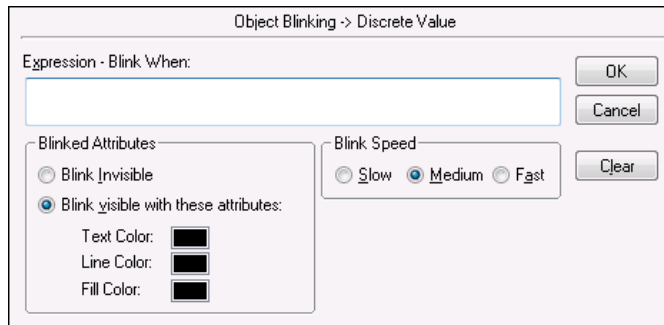 Object Blinking -> Discrete Value
Expression - Blink When:
OK
Cancel
Clear
Blinked Attributes
Blink Invisible
Blink visible with these attributes:
Text Color:
Line Color:
Fill Color:
Blink Speed
Slow
Medium
Fast